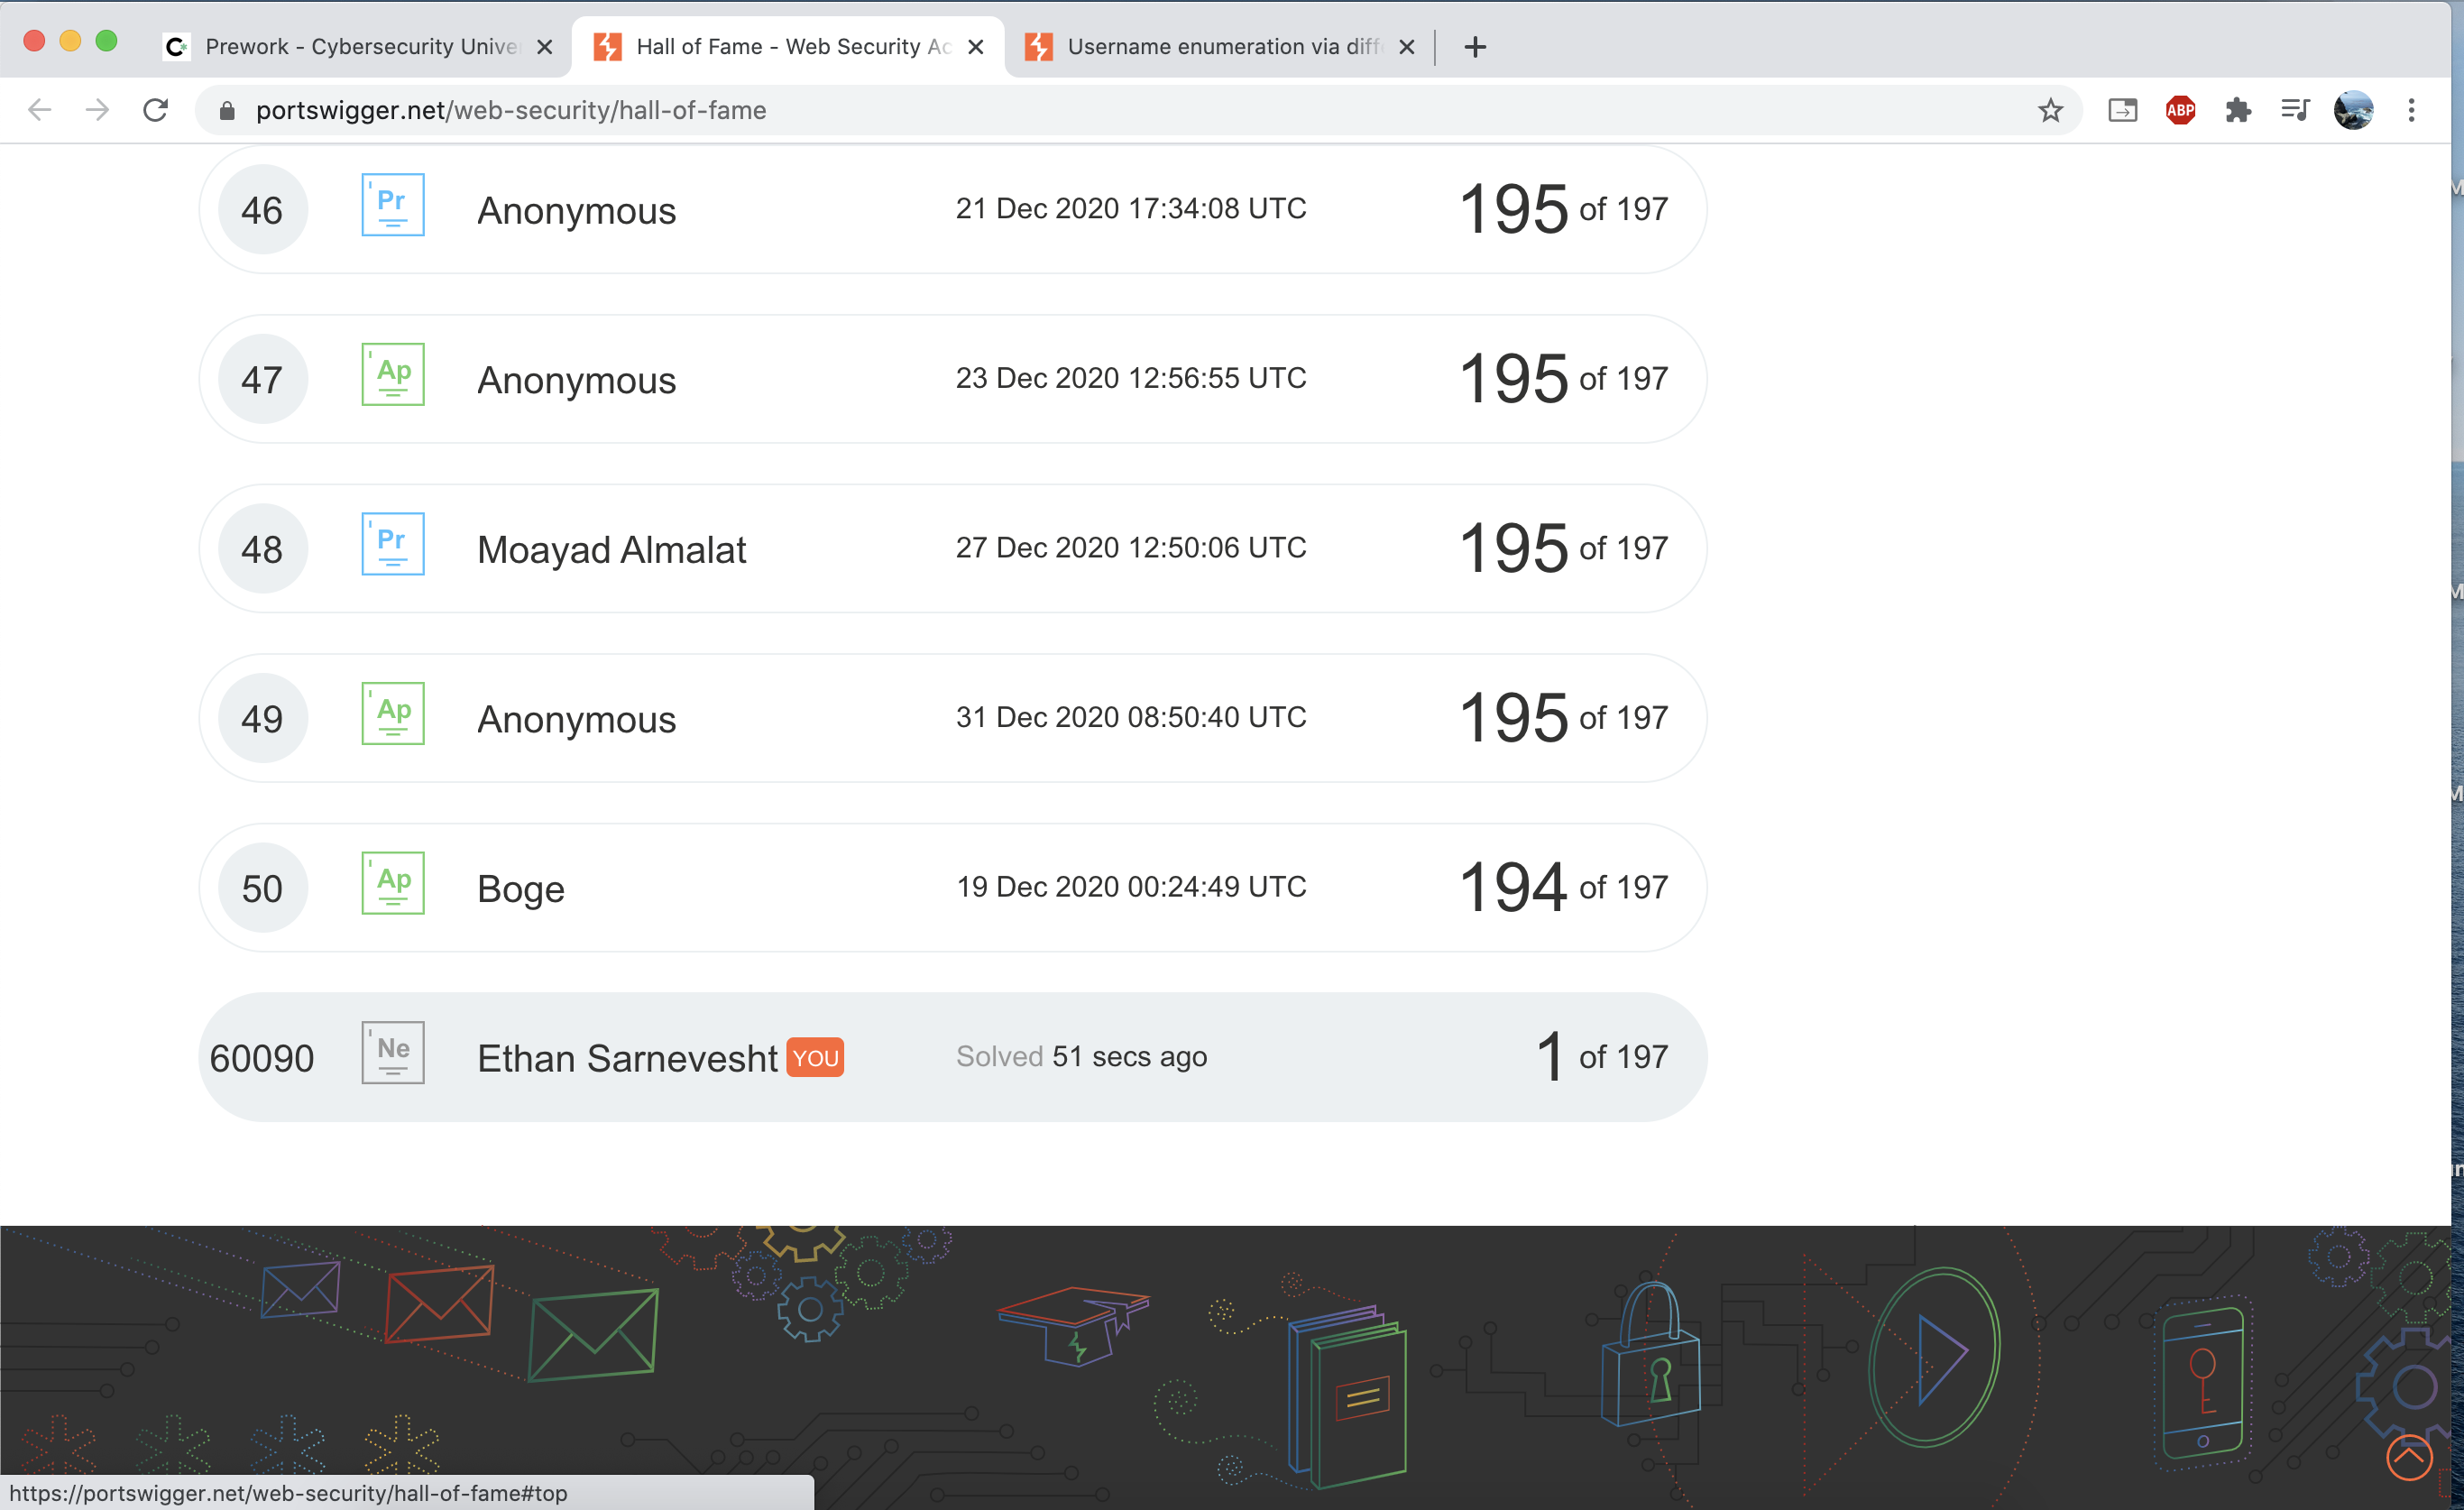 Prework - Cybersecurity Unive
Hall of Fame - Web Security Ac
Username enumeration via diff
portswigger.net/web-security/hall-of-fame
ABP
46 Pr Anonymous 21 Dec 2020 17:34:08 UTC 195 of 197
47 Ap Anonymous 23 Dec 2020 12:56:55 UTC 195 of 197
48 Pr Moayad Almalat 27 Dec 2020 12:50:06 UTC 195 of 197
49 Ap Anonymous 31 Dec 2020 08:50:40 UTC 195 of 197
50 Ap Boge 19 Dec 2020 00:24:49 UTC 194 of 197
60090 Ne Ethan Sarnevesht YOU Solved 51 secs ago 1 of 197
https://portswigger.net/web-security/hall-of-fame#top